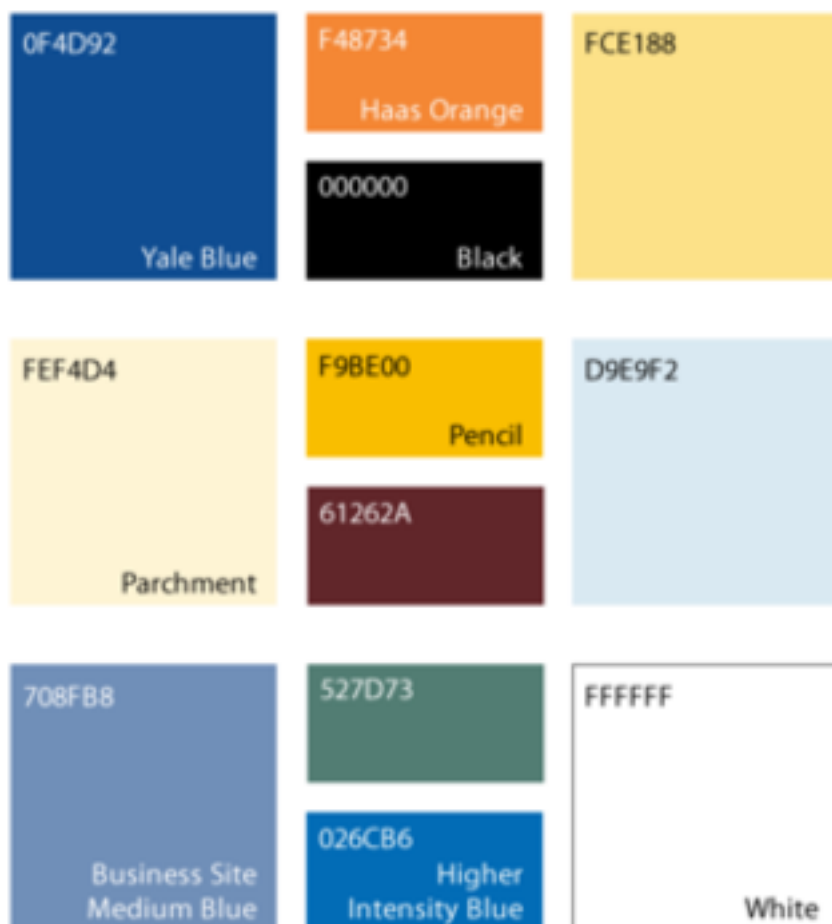 0F4D92
Yale Blue
F48734
Haas Orange
000000
Black
FCE188
FEF4D4
Parchment
F9BE00
Pencil
61262A
D9E9F2
708FB8
Business Site
Medium Blue
527D73
026CB6
Higher
Intensity Blue
FFFFFF
White